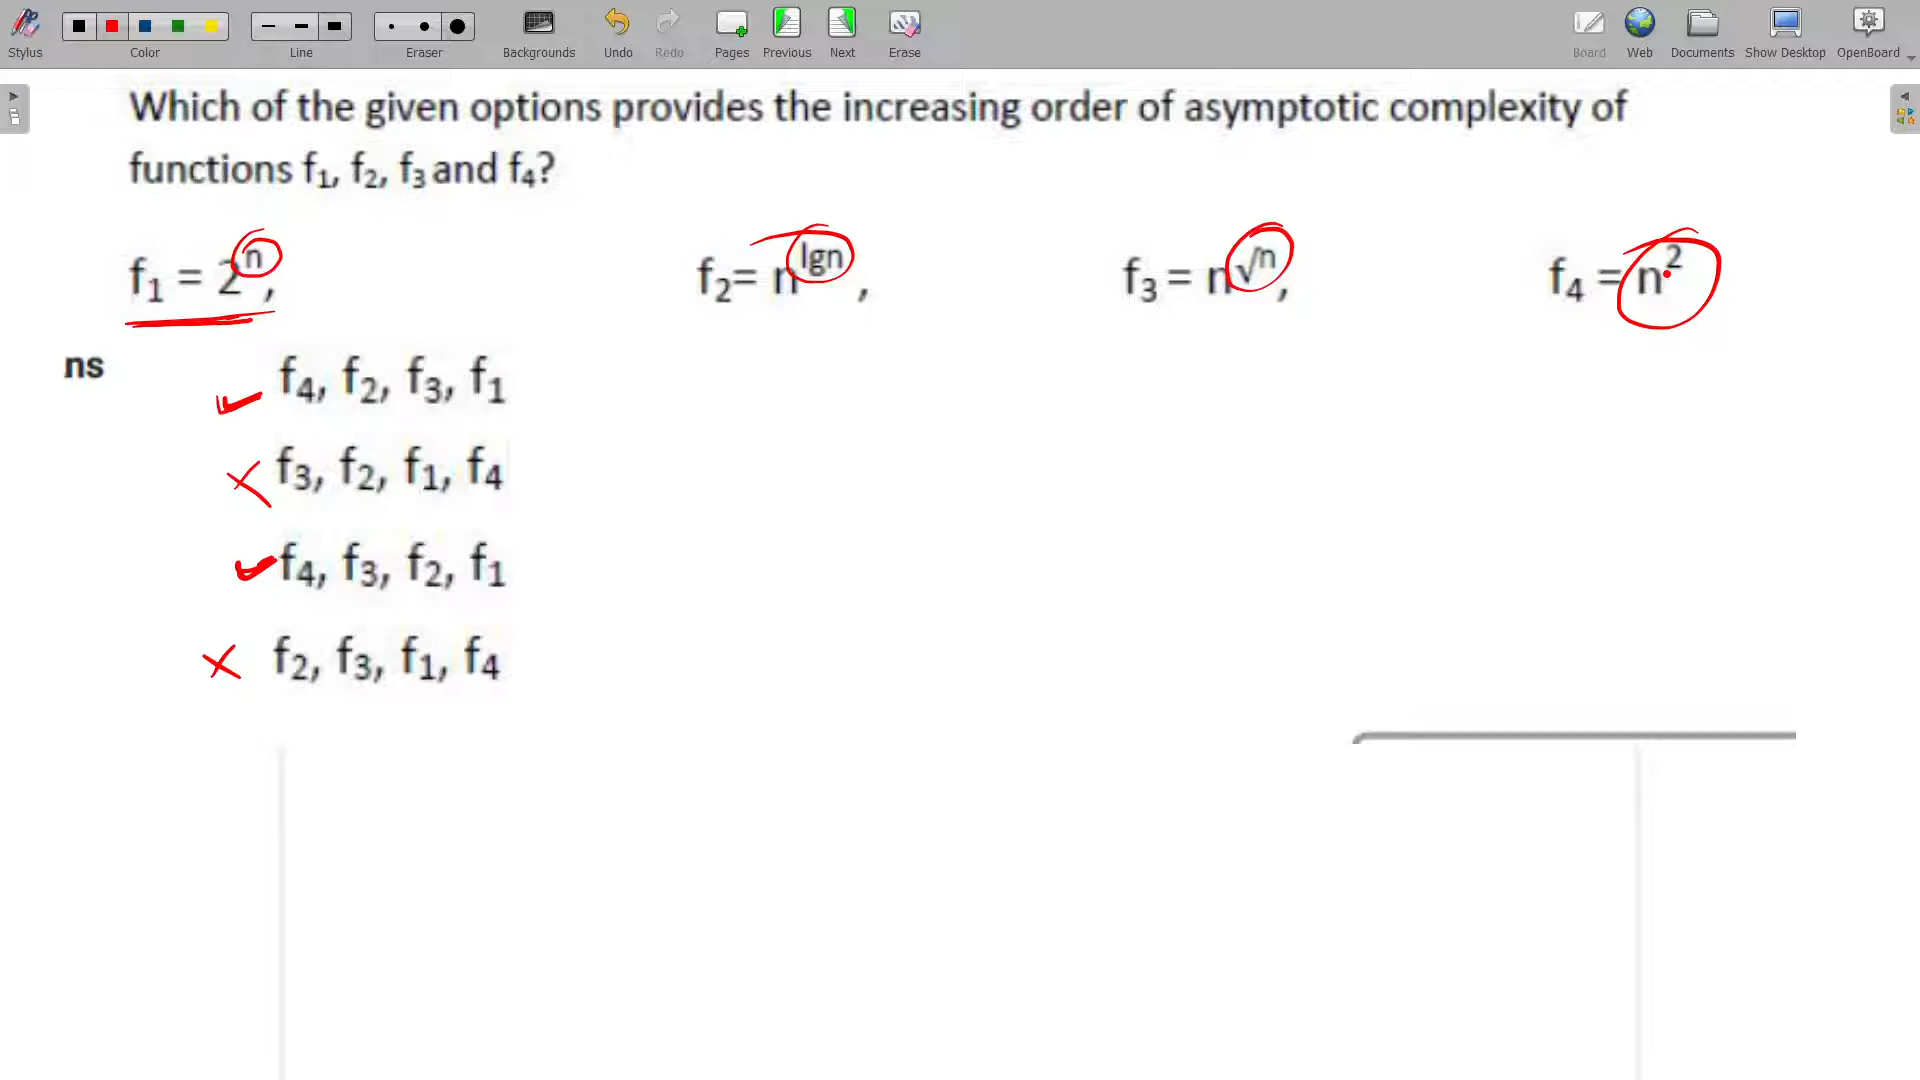 Stylus
Color
Line
Eraser
Backgrounds
Undo
Redo
Pages
Previous
Next
Erase
Board
Web
Documents
Show Desktop
OpenBoard
Which of the given options provides the increasing order of asymptotic complexity of
functions f₁, f₂, f₃ and f₄?
f₁ = 2ⁿ, f₂= n^lgn , f₃ = n^√n, f₄ = n²
ns
f₄, f₂, f₃, f₁
f₃, f₂, f₁, f₄
f₄, f₃, f₂, f₁
f₂, f₃, f₁, f₄